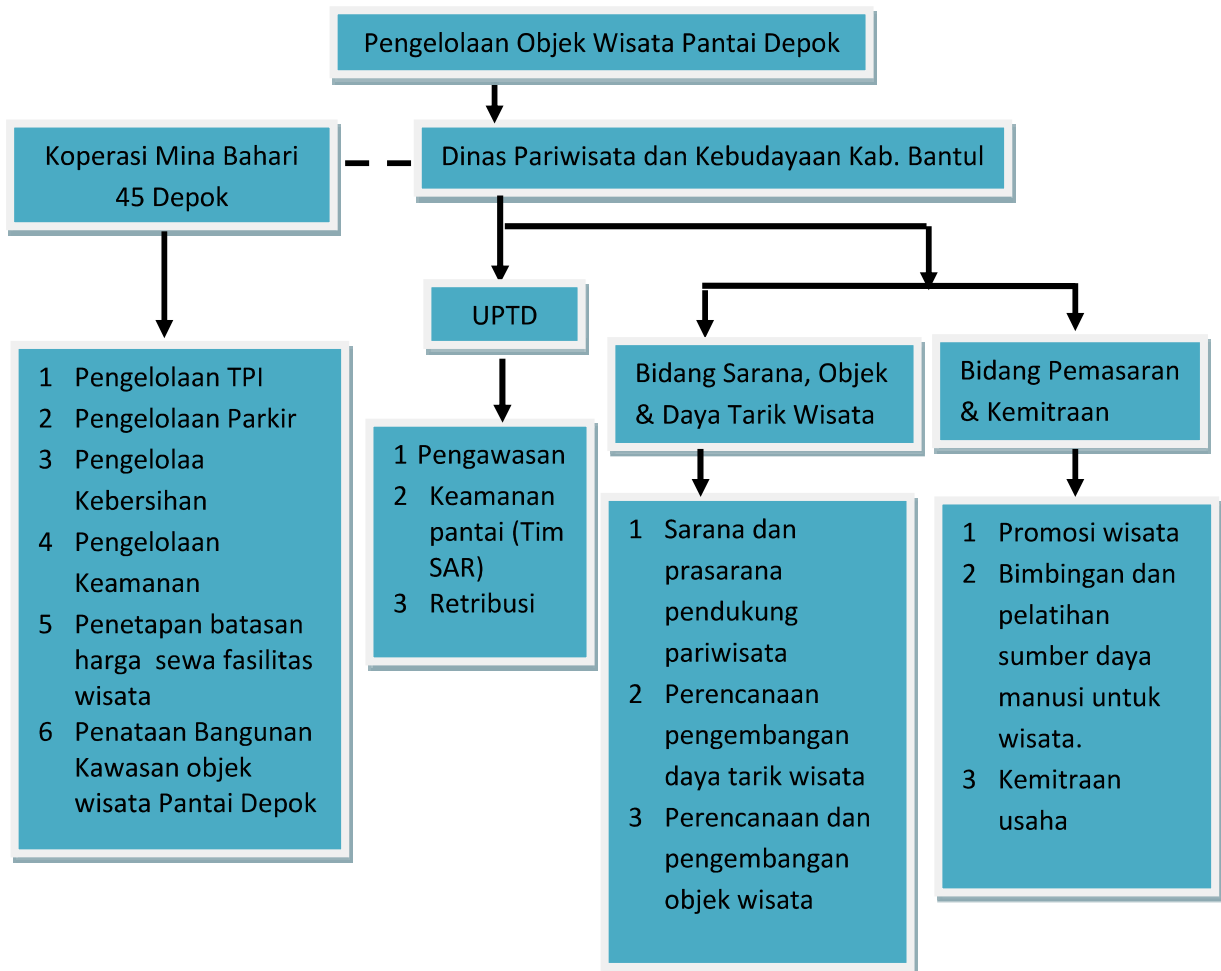 Pengelolaan Objek Wisata Pantai Depok
Koperasi Mina Bahari
45 Depok
Dinas Pariwisata dan Kebudayaan Kab. Bantul
UPTD
Bidang Sarana, Objek
& Daya Tarik Wisata
Bidang Pemasaran
& Kemitraan
1 Pengelolaan TPI
2 Pengelolaan Parkir
3 Pengelolaa
Kebersihan
4 Pengelolaan
Keamanan
5 Penetapan batasan
harga sewa fasilitas
wisata
6 Penataan Bangunan
Kawasan objek
wisata Pantai Depok
1 Pengawasan
2 Keamanan
pantai (Tim
SAR)
3 Retribusi
1 Sarana dan
prasarana
pendukung
pariwisata
2 Perencanaan
pengembangan
daya tarik wisata
3 Perencanaan dan
pengembangan
objek wisata
1 Promosi wisata
2 Bimbingan dan
pelatihan
sumber daya
manusi untuk
wisata.
3 Kemitraan
usaha